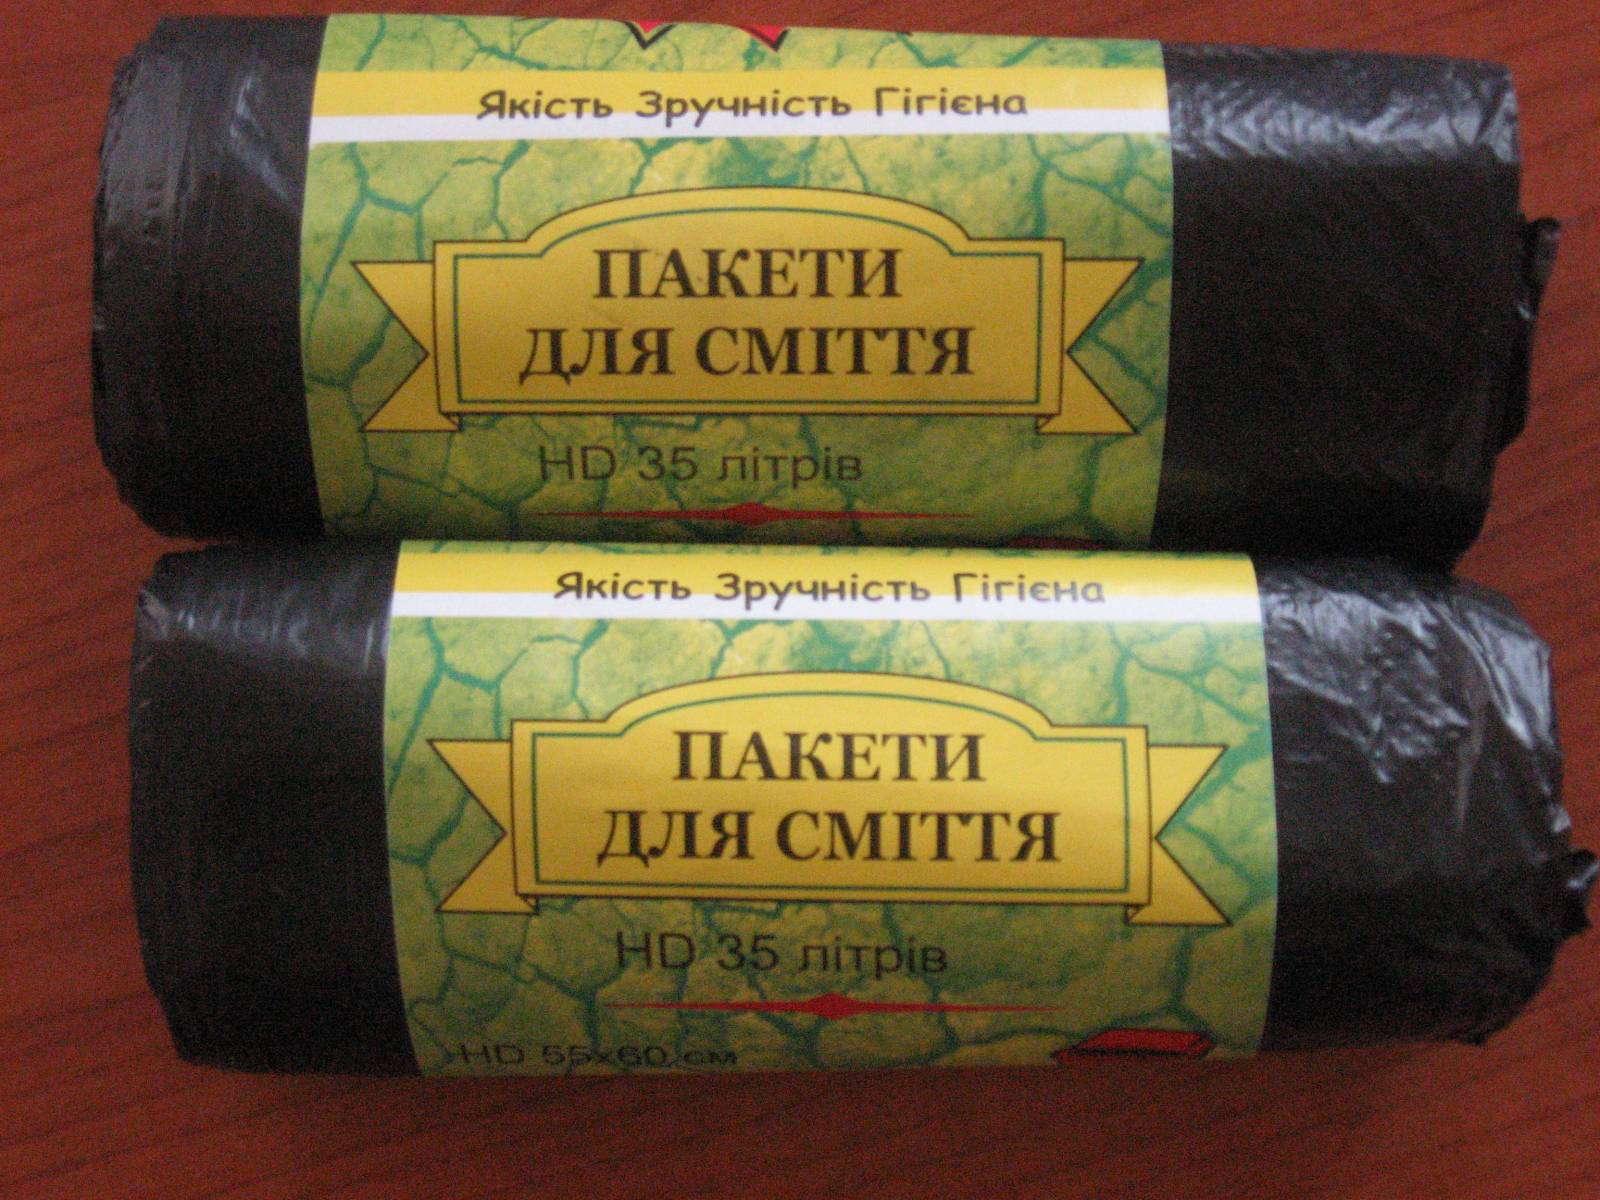 Якість Зручність Гігієна
ПАКЕТИ
ДЛЯ СМІТТЯ
HD 35 літрів
Якість Зручність Гігієна
ПАКЕТИ
ДЛЯ СМІТТЯ
HD 35 літрів
HD 55x60 см